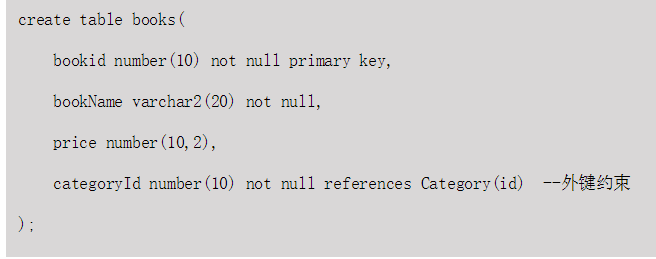 create table books(
    bookid number(10) not null primary key,
    bookName varchar2(20) not null,
    price number(10,2),
    categoryId number(10) not null references Category(id)  --外键约束
);